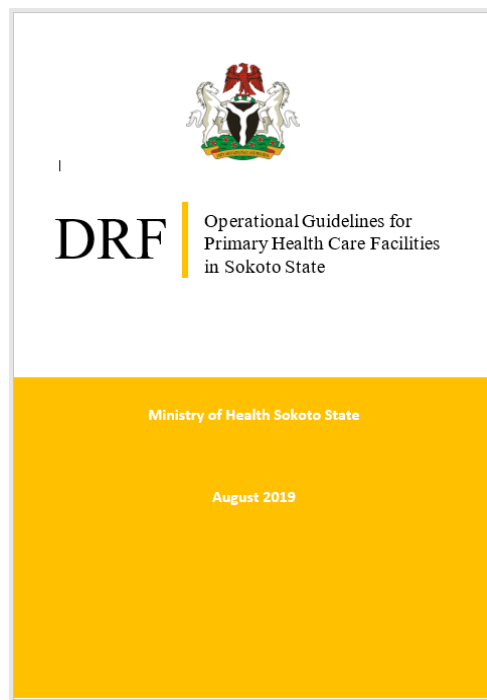 DRF
Operational Guidelines for
Primary Health Care Facilities
in Sokoto State
Ministry of Health Sokoto State
August 2019